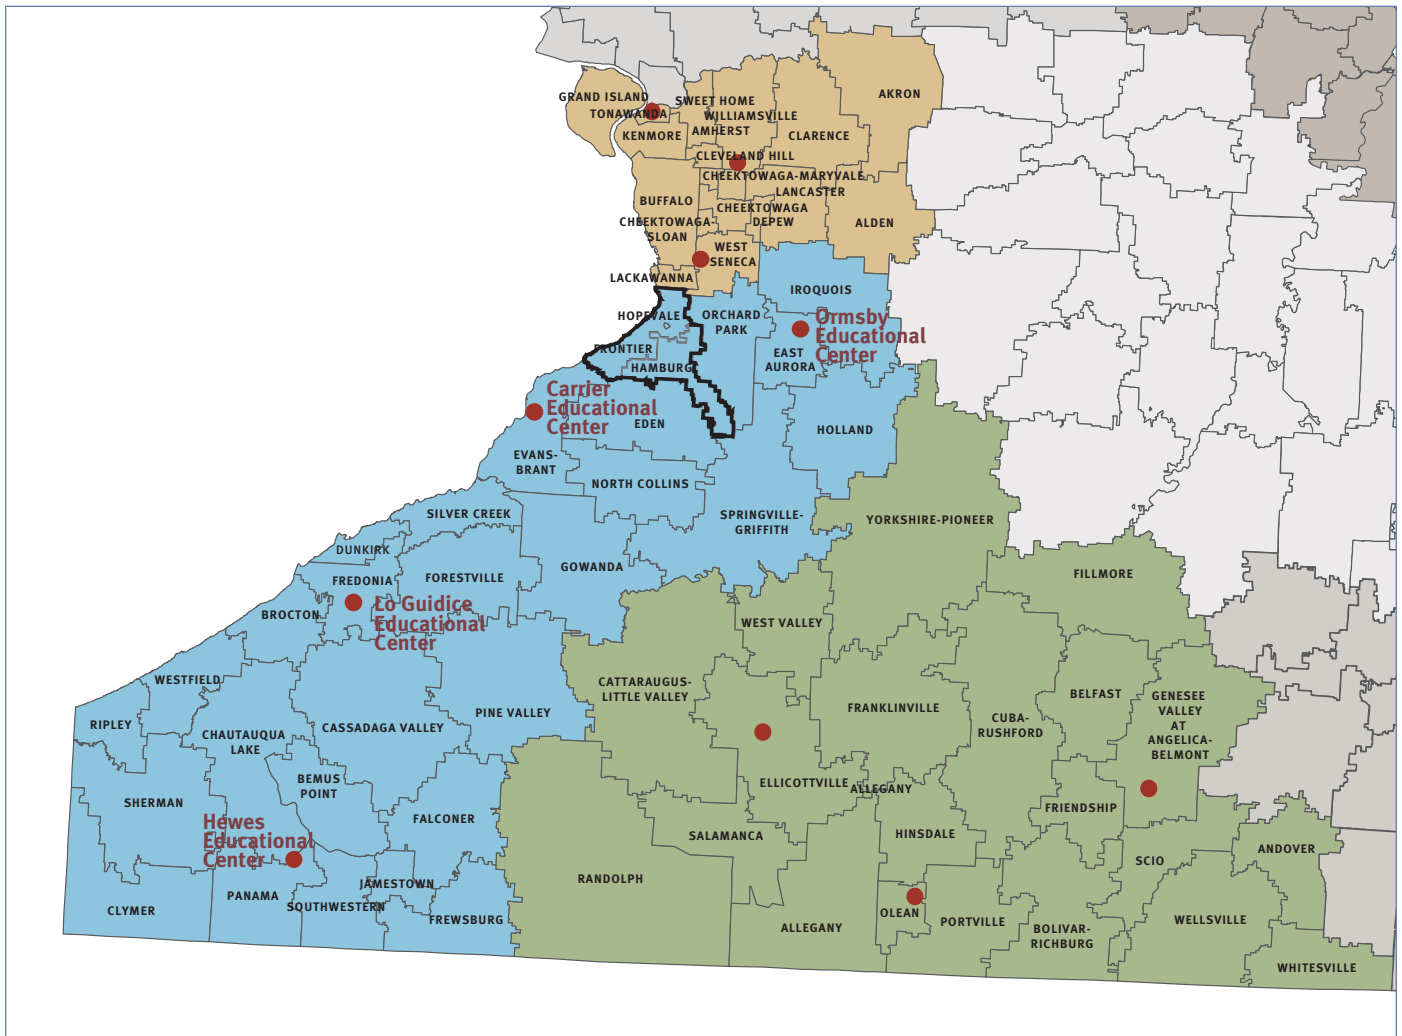 GRAND ISLAND
TONAWANDA
KENMORE
SWEET HOME
WILLIAMSVILLE
AMHERST
CLARENCE
AKRON
CLEVELAND HILL
CHEEKTOWAGA-MARYVALE
LANCASTER
BUFFALO
CHEEKTOWAGA
DEPEW
CHEEKTOWAGA-
SLOAN
ALDEN
WEST
SENECA
LACKAWANNA
IROQUOIS
HOPEVALE
ORCHARD
PARK
Ormsby
Educational
Center
FRONTIER
HAMBURG
EAST
AURORA
Carrier
Educational
Center
EDEN
HOLLAND
EVANS-
BRANT
NORTH COLLINS
SILVER CREEK
SPRINGVILLE-
GRIFFITH
YORKSHIRE-PIONEER
DUNKIRK
FREDONIA
FORESTVILLE
GOWANDA
FILLMORE
BROCTON
Lo Guidice
Educational
Center
WEST VALLEY
WESTFIELD
CATTARAUGUS-
LITTLE VALLEY
BELFAST
GENESEE
VALLEY
AT
ANGELICA-
BELMONT
RIPLEY
CHAUTAUQUA
LAKE
CASSADAGA VALLEY
PINE VALLEY
FRANKLINVILLE
CUBA-
RUSHFORD
BEMUS
POINT
ELLICOTTVILLE
ALLEGANY
SHERMAN
FRIENDSHIP
Hewes
Educational
Center
FALCONER
SALAMANCA
HINSDALE
ANDOVER
SCIO
RANDOLPH
JAMESTOWN
PANAMA
SOUTHWESTERN
CLYMER
FREWSBURG
ALLEGANY
OLEAN
PORTVILLE
BOLIVAR-
RICHBURG
WELLSVILLE
WHITESVILLE